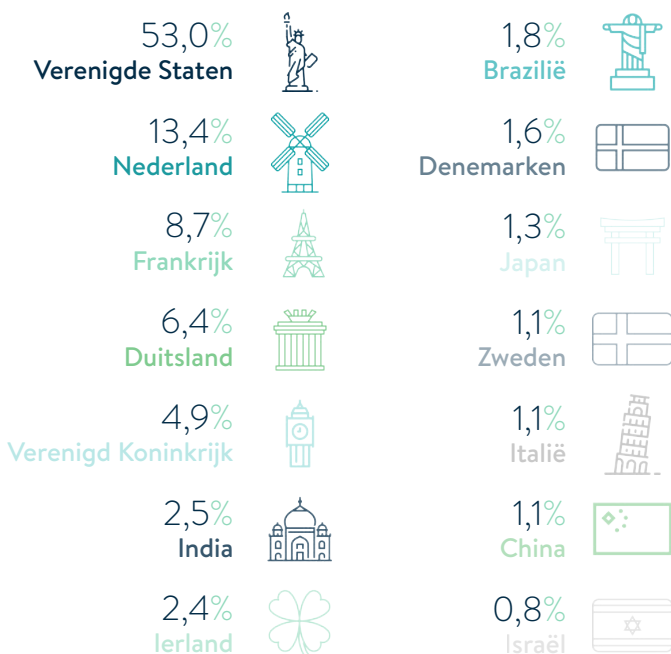 53,0%
Verenigde Staten
13,4%
Nederland
8,7%
Frankrijk
6,4%
Duitsland
4,9%
Verenigd Koninkrijk
2,5%
India
2,4%
Ierland
1,8%
Brazilië
1,6%
Denemarken
1,3%
Japan
1,1%
Zweden
1,1%
Italië
1,1%
China
0,8%
Israël